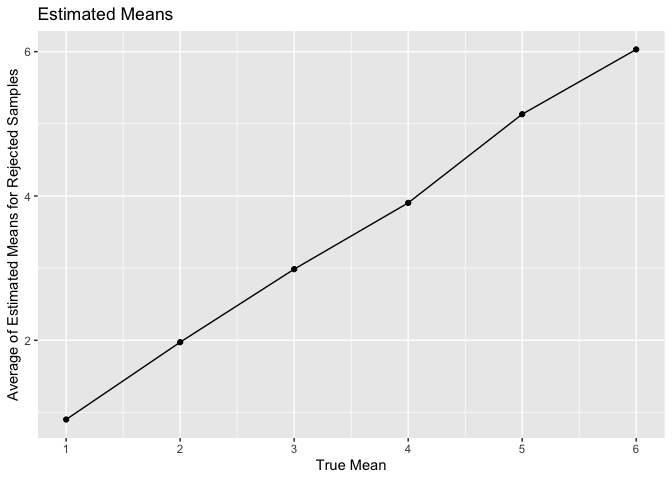 Estimated Means
Average of Estimated Means for Rejected Samples
6
4
2
1 2 3 4 5 6
True Mean